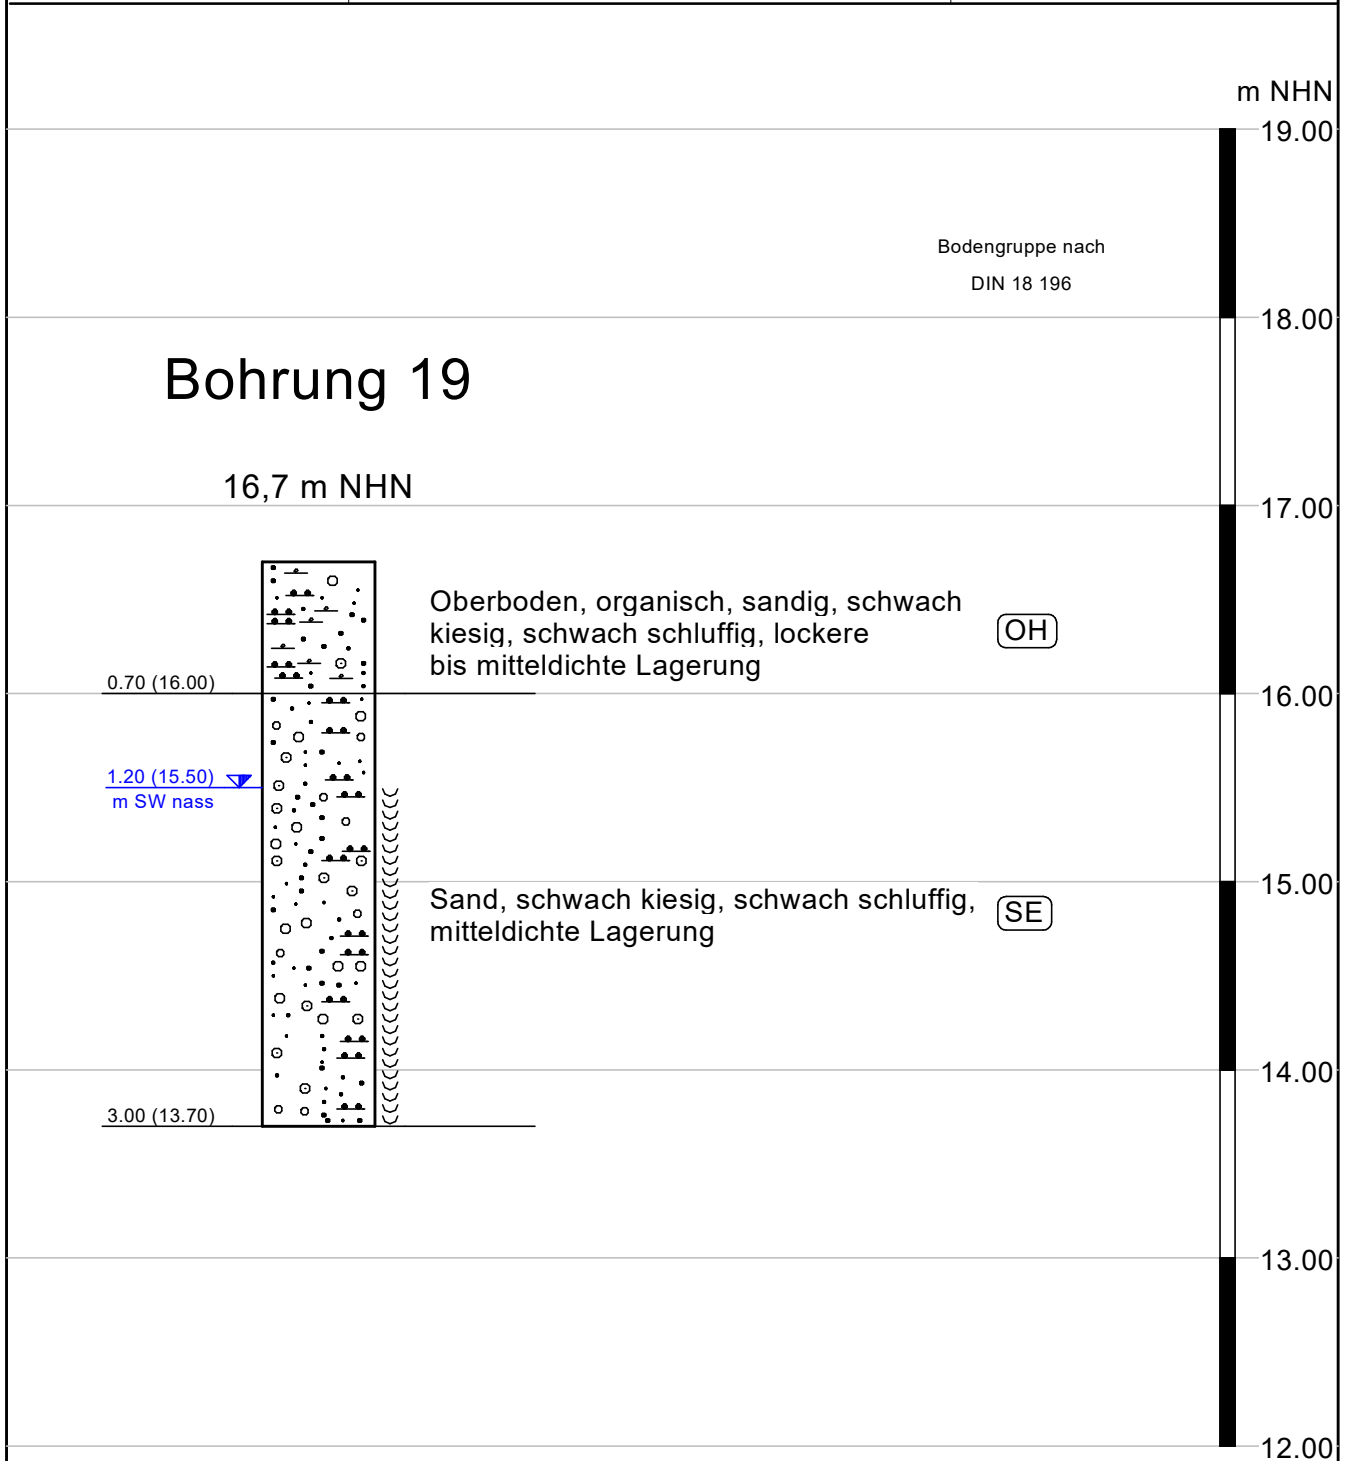 m NHN
19.00
Bodengruppe nach
DIN 18 196
18.00
Bohrung 19
16,7 m NHN
17.00
Oberboden, organisch, sandig, schwach
kiesig, schwach schluffig, lockere
bis mitteldichte Lagerung
OH
0.70 (16.00)
16.00
1.20 (15.50)
m SW nass
15.00
Sand, schwach kiesig, schwach schluffig,
mitteldichte Lagerung
SE
14.00
3.00 (13.70)
13.00
12.00